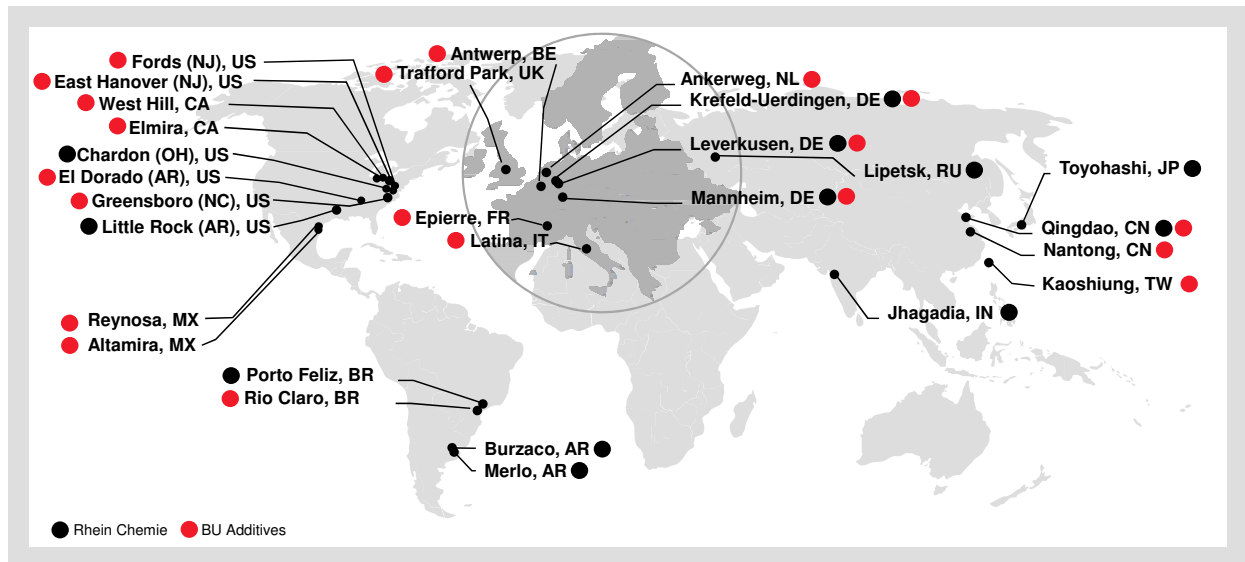 Fords (NJ), US
East Hanover (NJ), US
West Hill, CA
Elmira, CA
Chardon (OH), US
El Dorado (AR), US
Greensboro (NC), US
Little Rock (AR), US
Reynosa, MX
Altamira, MX
Antwerp, BE
Trafford Park, UK
Epierre, FR
Latina, IT
Ankerweg, NL
Krefeld-Uerdingen, DE
Leverkusen, DE
Lipetsk, RU
Mannheim, DE
Toyohashi, JP
Qingdao, CN
Nantong, CN
Kaoshiung, TW
Jhagadia, IN
Porto Feliz, BR
Rio Claro, BR
Burzaco, AR
Merlo, AR
Rhein Chemie
BU Additives